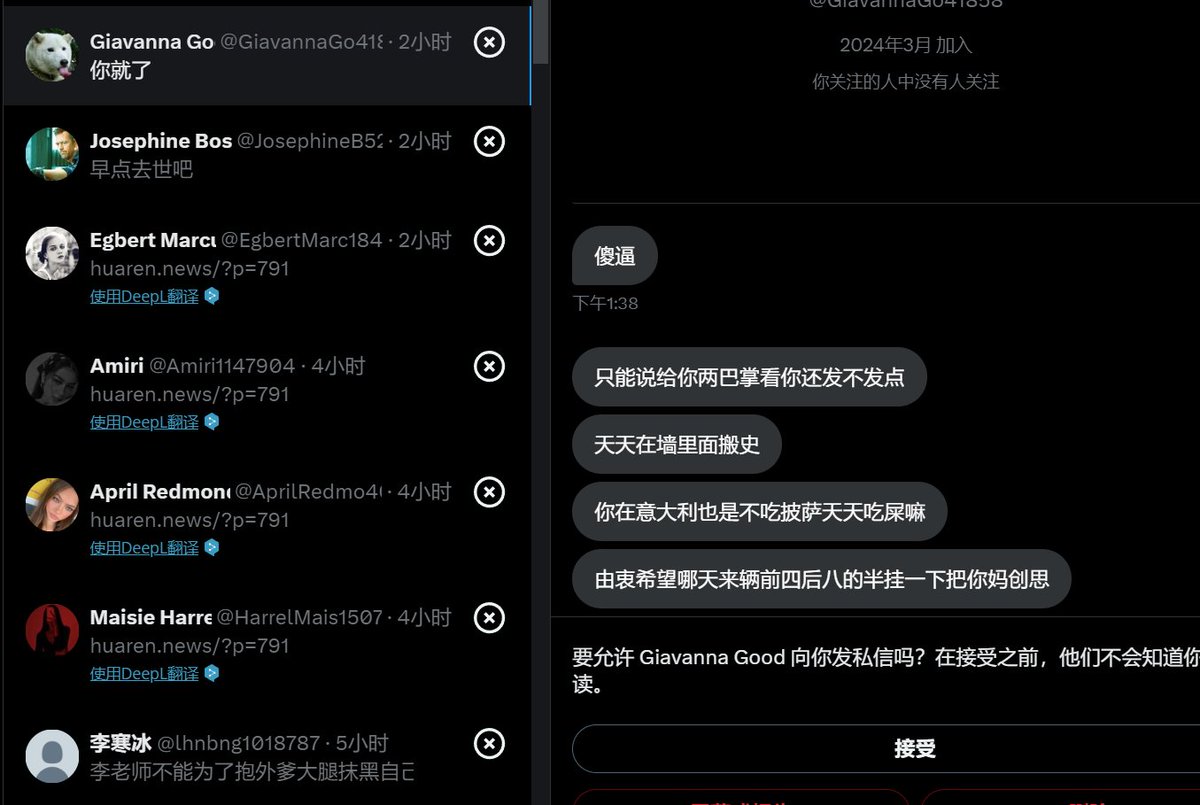 Giavanna Go @GiavannaGo418 · 2小时
你就了
Josephine Bos @JosephineB52 · 2小时
早点去世吧
Egbert Marcu @EgbertMarc184 · 2小时
huaren.news/?p=791
使用DeepL翻译
Amiri @Amiri1147904 · 4小时
huaren.news/?p=791
使用DeepL翻译
April Redmond @AprilRedmo4 · 4小时
huaren.news/?p=791
使用DeepL翻译
Maisie Harre @HarrelMais1507 · 4小时
huaren.news/?p=791
使用DeepL翻译
李寒冰 @lhnbng1018787 · 5小时
李老师不能为了抱外爹大腿抹黑自己
@GiavannaGo41858
2024年3月 加入
你关注的人中没有人关注
傻逼
下午1:38
只能说给你两巴掌看你还发不发点
天天在墙里面搬史
你在意大利也是不吃披萨天天吃屎嘛
由衷希望哪天来辆前四后八的半挂一下把你妈创思
要允许 Giavanna Good 向你发私信吗？在接受之前，他们不会知道你
读。
接受